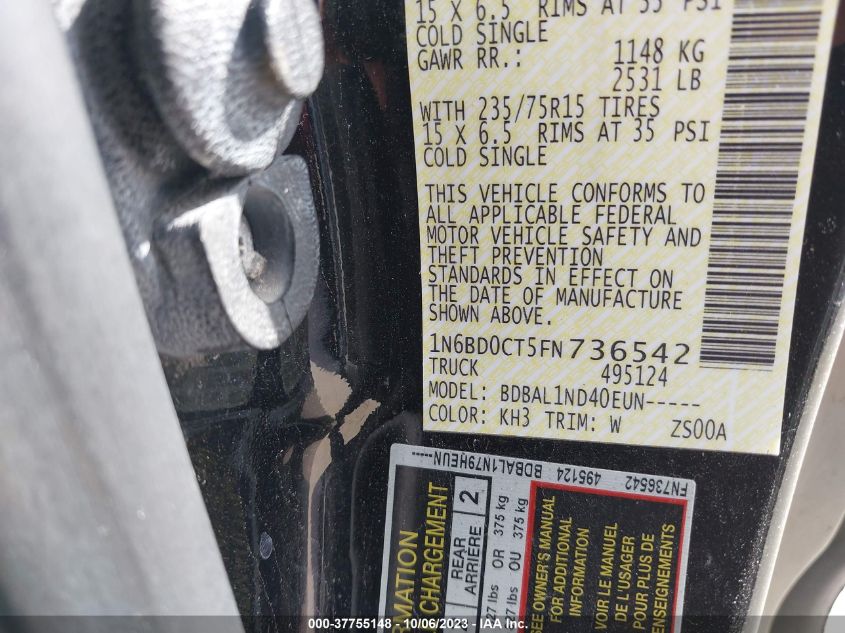 15 X 6.5 RIMS AT 35 PSI
COLD SINGLE
GAWR RR.: 1148 KG
2531 LB
WITH 235/75R15 TIRES
15 X 6.5 RIMS AT 35 PSI
COLD SINGLE
THIS VEHICLE CONFORMS TO
ALL APPLICABLE FEDERAL
MOTOR VEHICLE SAFETY AND
THEFT PREVENTION
STANDARDS IN EFFECT ON
THE DATE OF MANUFACTURE
SHOWN ABOVE.
1N6BD0CT5FN736542
TRUCK 495124
MODEL: BDBAL1ND40EUN-----
COLOR: KH3 TRIM: W ZS00A
FN736542 495124 BDBAL1N79HEUN
CHARGEMENT
REAR
ARRIÈRE
2
375 kg OR
27 lbs
375 kg OU
27 lbs
SEE OWNER'S MANUAL
FOR ADDITIONAL
INFORMATION
VOIR LE MANUEL
DE L'USAGER
POUR PLUS DE
RENSEIGNEMENTS
000-37755148 - 10/06/2023 - © IAA Inc.